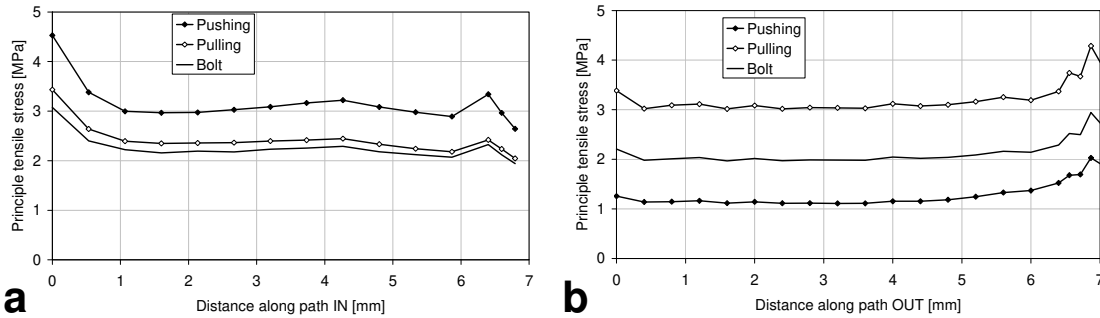 Principle tensile stress [MPa]
5
4
3
2
1
0
Pushing
Pulling
Bolt
0 1 2 3 4 5 6 7
Distance along path IN [mm]
a
Principle tensile stress [MPa]
5
4
3
2
1
0
Pushing
Pulling
Bolt
0 1 2 3 4 5 6 7
Distance along path OUT [mm]
b